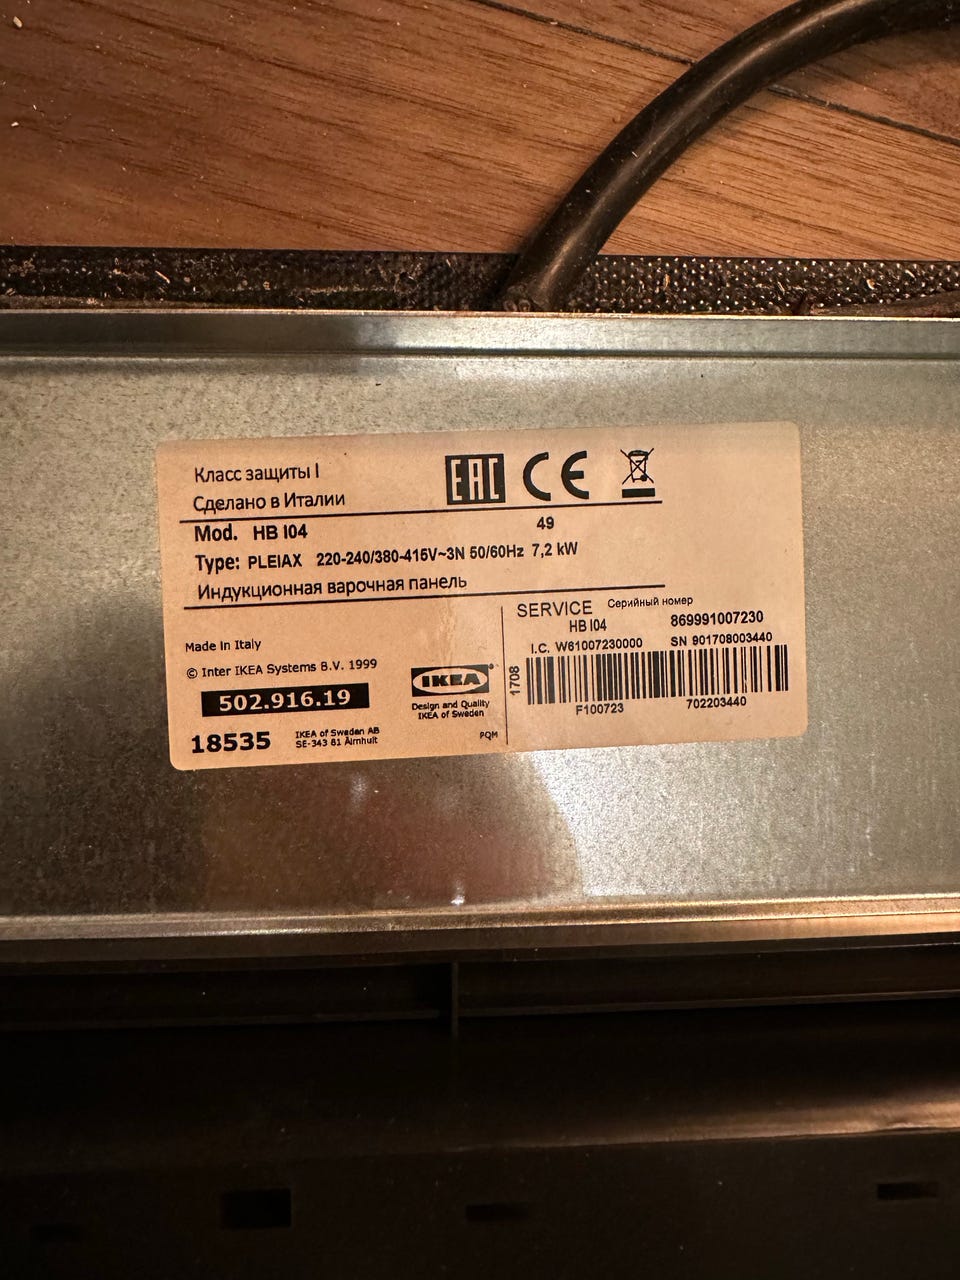 Класс защиты I
Сделано в Италии
EAC CE
Mod. HB I04 49
Type: PLEIAX 220-240/380-415V~3N 50/60Hz 7,2 kW
Индукционная варочная панель
Made in Italy
© Inter IKEA Systems B.V. 1999
502.916.19
18535
IKEA of Sweden AB
SE-343 81 Älmhult
IKEA®
Design and Quality
IKEA of Sweden
PQM
SERVICE Серийный номер
HB I04 869991007230
I.C. W61007230000 SN 901708003440
1708
F100723 702203440